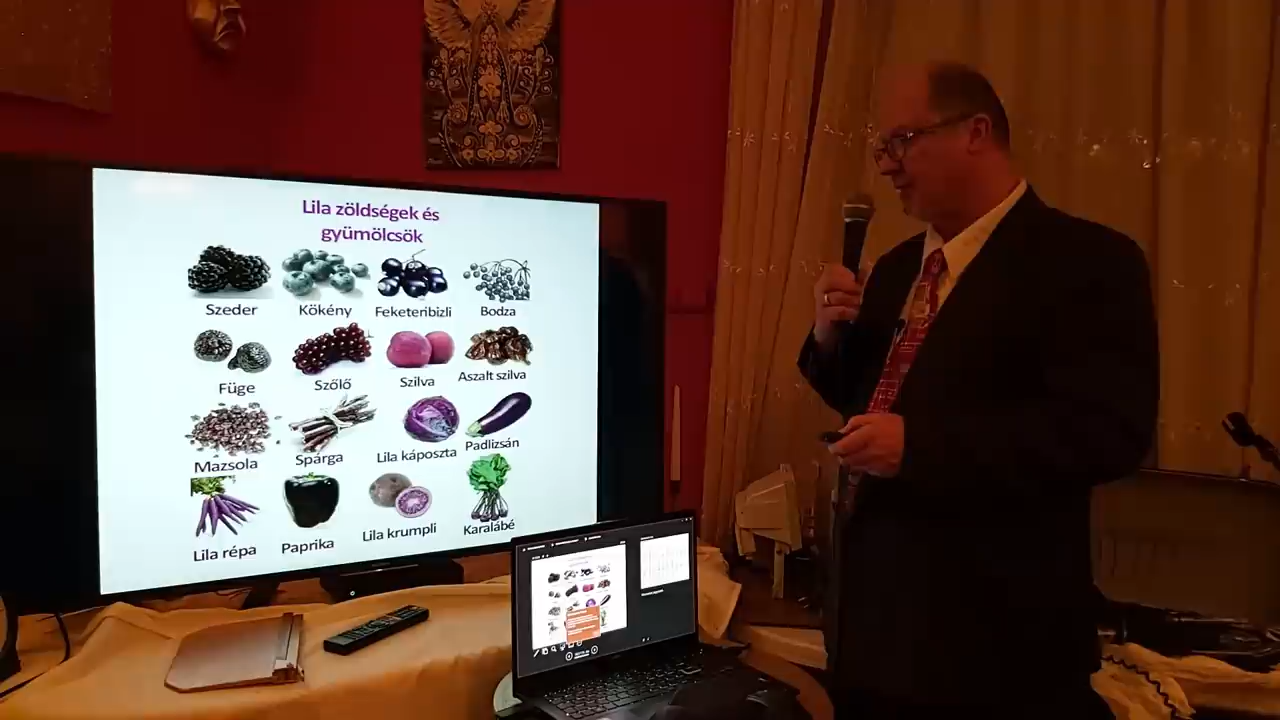 Lila zöldségek és
gyümölcsök
Szeder Kökény Feketeribizli Bodza
Füge Szőlő Szilva Aszalt szilva
Mazsola Spárga Lila káposzta Padlizsán
Lila répa Paprika Lila krumpli Karalábé